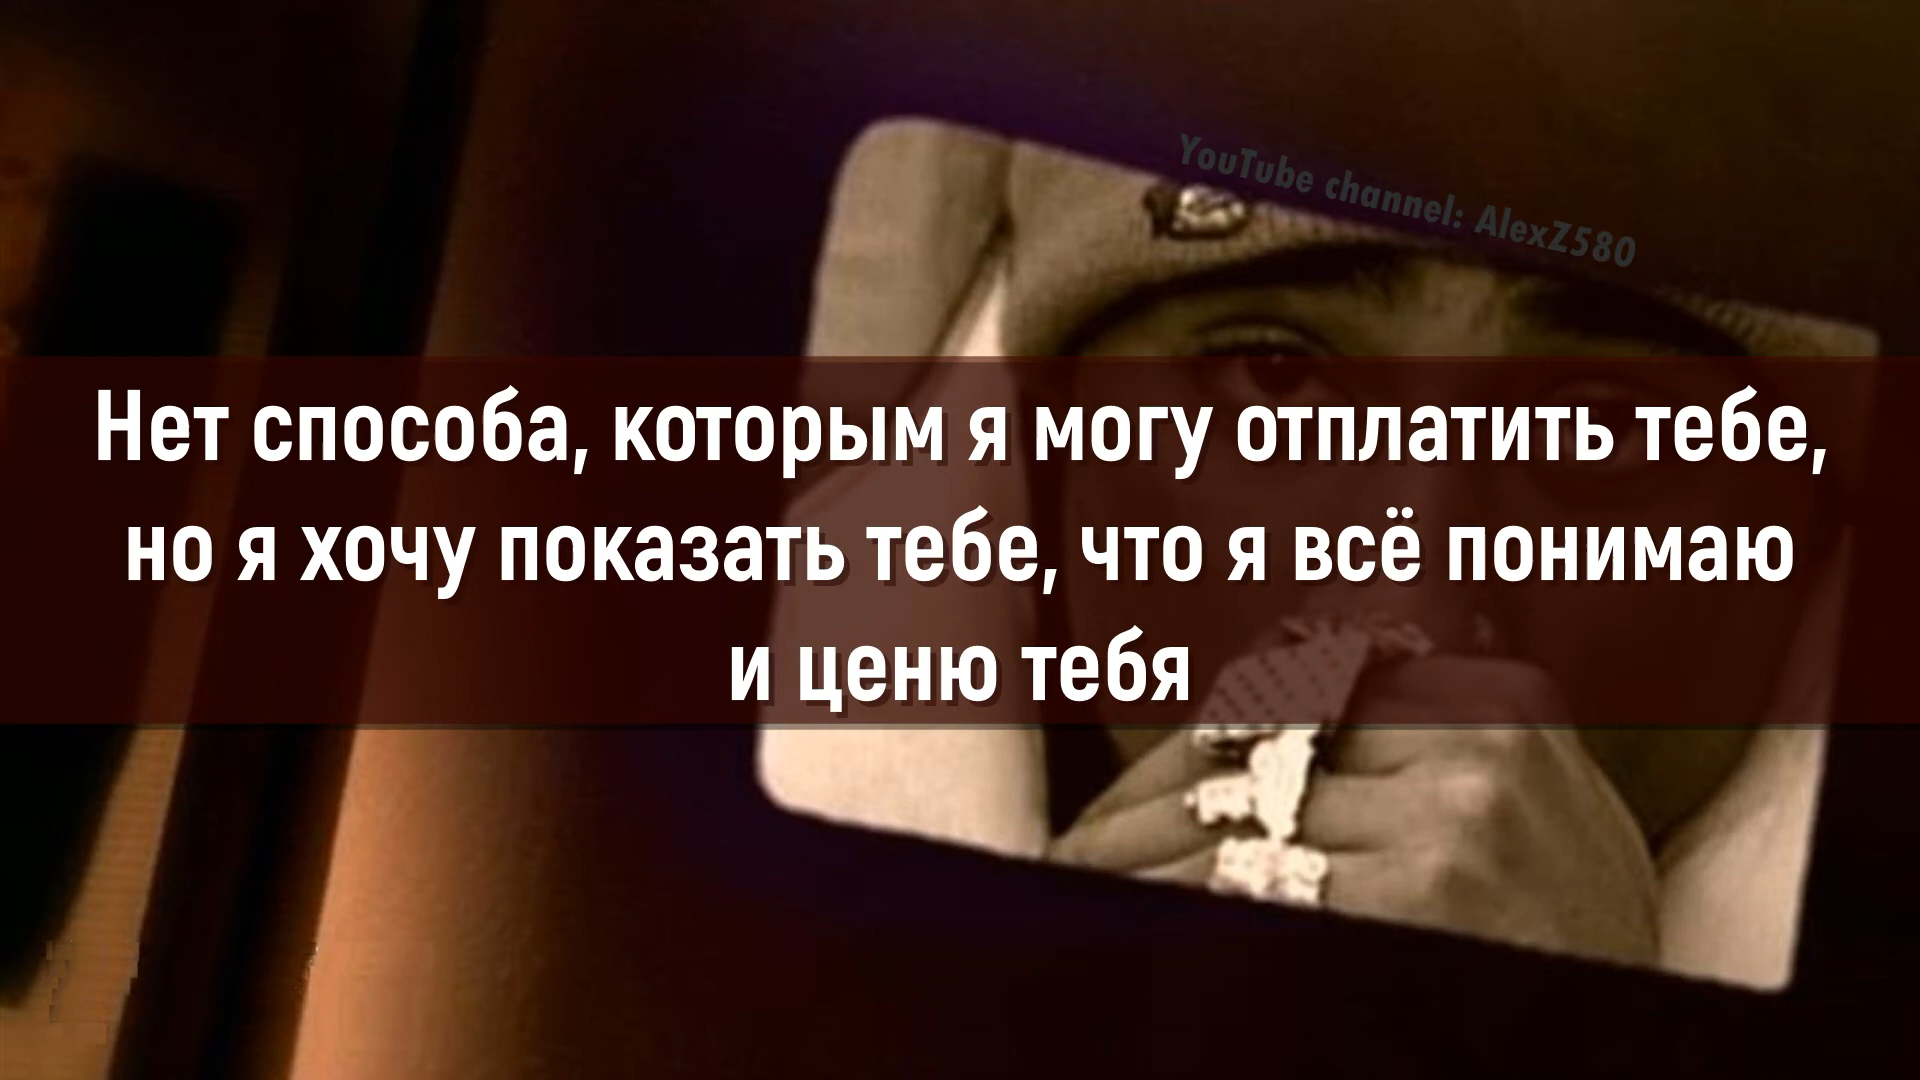 YouTube channel: AlexZ580
Нет способа, которым я могу отплатить тебе,
но я хочу показать тебе, что я всё понимаю
и ценю тебя